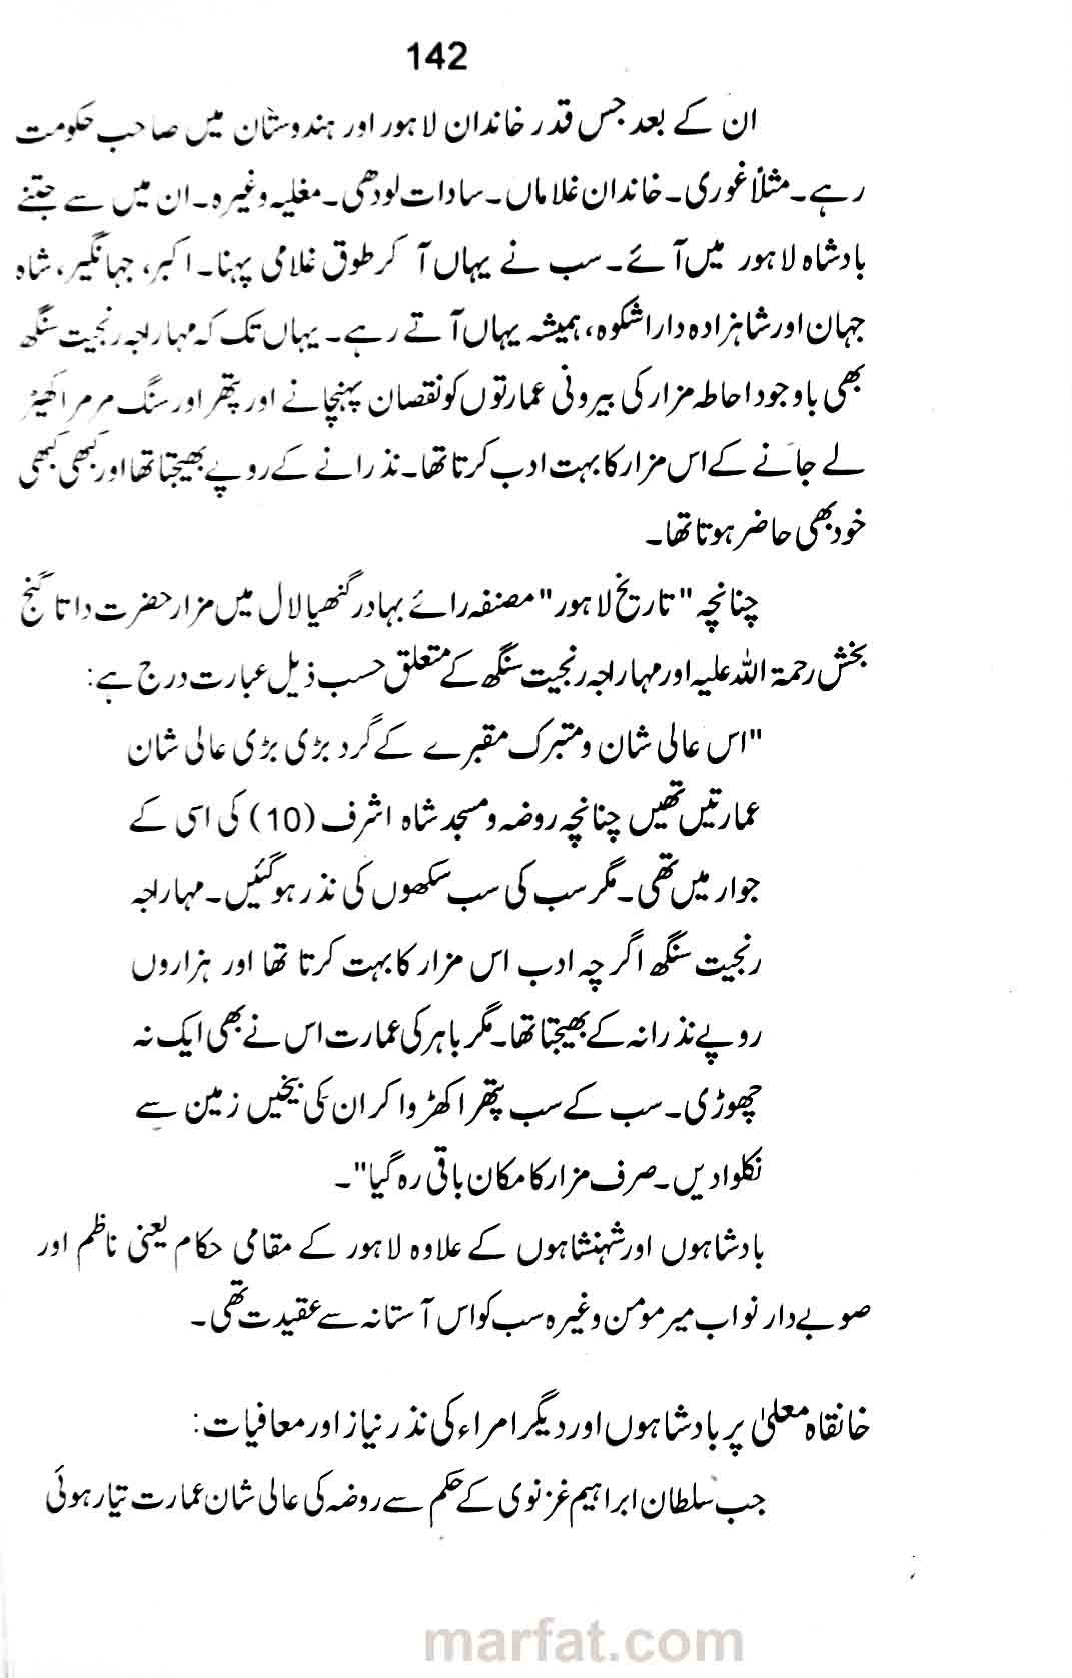 142
ان کے بعد جس قدر خاندان لاہور اور ہندوستان میں صاحب حکومت
رہے۔ مثلاً غوری۔ خاندان غلاماں۔ سادات لودھی۔ مغلیہ وغیرہ۔ ان میں سے جتنے
بادشاہ لاہور میں آئے۔ سب نے یہاں آ کر طوق غلامی پہنا۔ اکبر، جہانگیر، شاہ
جہان اور شاہزادہ داراشکوہ، ہمیشہ یہاں آتے رہے۔ یہاں تک کہ مہاراجہ رنجیت سنگھ
بھی باوجود احاطہ مزار کی بیرونی عمارتوں کو نقصان پہنچانے اور پتھر اور سنگ مرمر اکھیڑ
لے جانے کے اس مزار کا بہت ادب کرتا تھا۔ نذرانے کے روپے بھیجتا تھا اور کبھی کبھی
خود بھی حاضر ہوتا تھا۔
چنانچہ "تاریخ لاہور" مصنفہ رائے بہادر گنھیا لال میں مزار حضرت داتا گنج
بخش رحمۃ اللہ علیہ اور مہاراجہ رنجیت سنگھ کے متعلق حسب ذیل عبارت درج ہے:
"اس عالی شان و متبرک مقبرے کے گرد بڑی بڑی عالی شان
عمارتیں تھیں چنانچہ روضہ و مسجد شاہ اشرف (10) کی اسی کے
جوار میں تھی۔ مگر سب کی سب سکھوں کی نذر ہو گئیں۔ مہاراجہ
رنجیت سنگھ اگرچہ ادب اس مزار کا بہت کرتا تھا اور ہزاروں
روپے نذرانہ کے بھیجتا تھا۔ مگر باہر کی عمارت اس نے بھی ایک نہ
چھوڑی۔ سب کے سب پتھر اکھڑوا کر ان کی بیخیں زمین سے
نکلوا دیں۔ صرف مزار کا مکان باقی رہ گیا"۔
بادشاہوں اور شہنشاہوں کے علاوہ لاہور کے مقامی حکام یعنی ناظم اور
صوبے دار نواب میر مومن وغیرہ سب کو اس آستانہ سے عقیدت تھی۔
خانقاہ معلیٰ پر بادشاہوں اور دیگر امراء کی نذر نیاز اور معافیات:
جب سلطان ابراہیم غزنوی کے حکم سے روضہ کی عالی شان عمارت تیار ہوئی
marfat.com